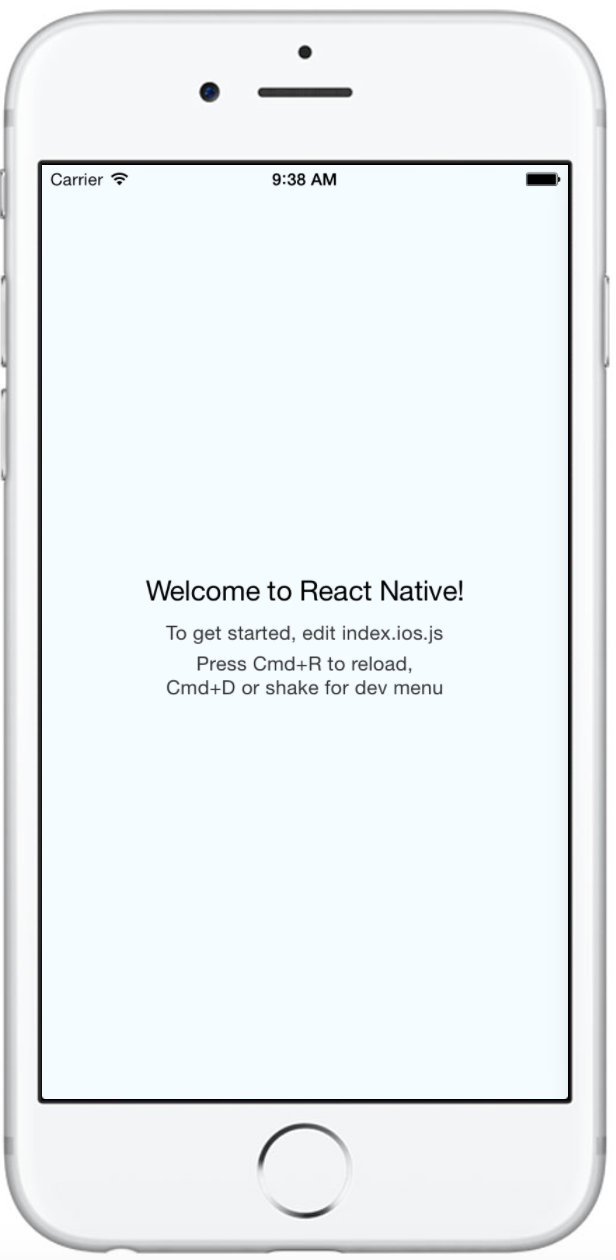 Carrier
9:38 AM
Welcome to React Native!
To get started, edit index.ios.js
Press Cmd+R to reload,
Cmd+D or shake for dev menu